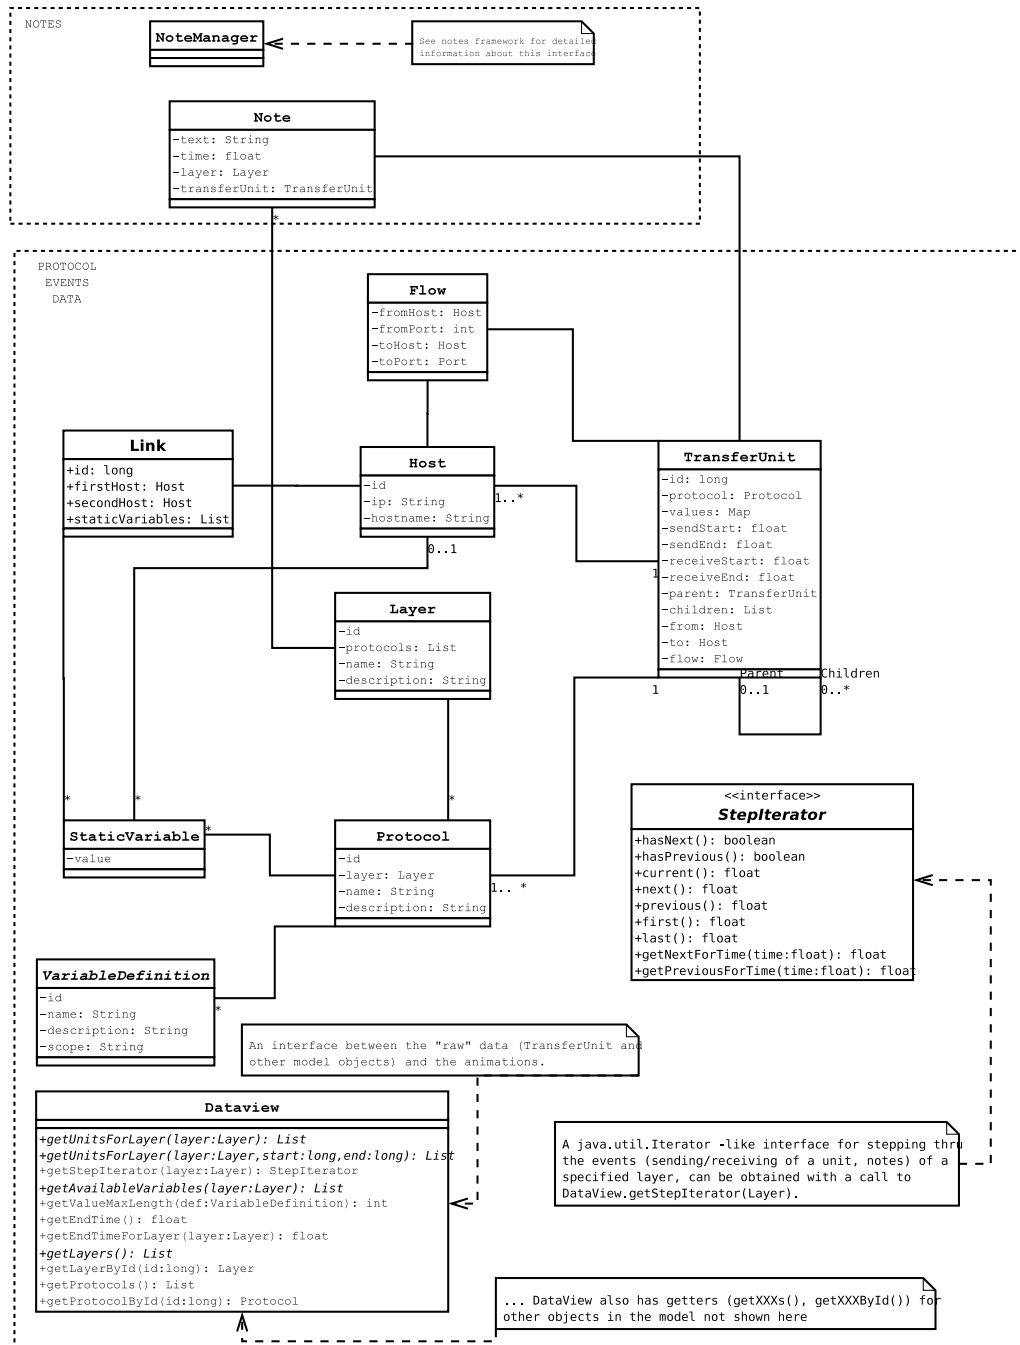 NOTES
NoteManager
See notes framework for detailed
information about this interface
Note
-text: String
-time: float
-layer: Layer
-transferUnit: TransferUnit
*
PROTOCOL
EVENTS
DATA
Flow
-fromHost: Host
-fromPort: int
-toHost: Host
-toPort: Port
Link
+id: long
+firstHost: Host
+secondHost: Host
+staticVariables: List
Host
-id
-ip: String
-hostname: String
1..*
0..1
TransferUnit
-id: long
-protocol: Protocol
-values: Map
-sendStart: float
-sendEnd: float
-receiveStart: float
-receiveEnd: float
-parent: TransferUnit
-children: List
-from: Host
-to: Host
-flow: Flow
1
1
Parent
0..1
Children
0..*
Layer
-id
-protocols: List
-name: String
-description: String
*
*
*
StaticVariable
-value
*
Protocol
-id
-layer: Layer
-name: String
-description: String
1.. *
<<interface>>
StepIterator
+hasNext(): boolean
+hasPrevious(): boolean
+current(): float
+next(): float
+previous(): float
+first(): float
+last(): float
+getNextForTime(time:float): float
+getPreviousForTime(time:float): float
VariableDefinition
-id
-name: String
-description: String
-scope: String
*
An interface between the "raw" data (TransferUnit and
other model objects) and the animations.
Dataview
+getUnitsForLayer(layer:Layer): List
+getUnitsForLayer(layer:Layer,start:long,end:long): List
+getStepIterator(layer:Layer): StepIterator
+getAvailableVariables(layer:Layer): List
+getValueMaxLength(def:VariableDefinition): int
+getEndTime(): float
+getEndTimeForLayer(layer:Layer): float
+getLayers(): List
+getLayerById(id:long): Layer
+getProtocols(): List
+getProtocolById(id:long): Protocol
A java.util.Iterator -like interface for stepping thru
the events (sending/receiving of a unit, notes) of a
specified layer, can be obtained with a call to
DataView.getStepIterator(Layer).
... DataView also has getters (getXXXs(), getXXXById()) for
other objects in the model not shown here